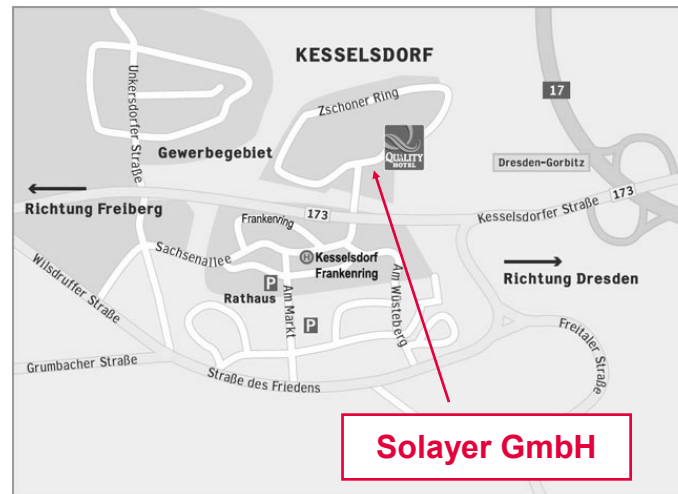 KESSELSDORF
Unkersdorfer Straße
Zschoner Ring
17
QUALITY
HOTEL
Gewerbegebiet
Dresden-Gorbitz
173
Richtung Freiberg
173
Kesselsdorfer Straße
Frankenring
Sachsenallee
H
Kesselsdorf
Frankenring
Richtung Dresden
Wilsdruffer Straße
P
Rathaus
Am Markt
P
Am Wüsteberg
Freitaler Straße
Grumbacher Straße
Straße des Friedens
Solayer GmbH